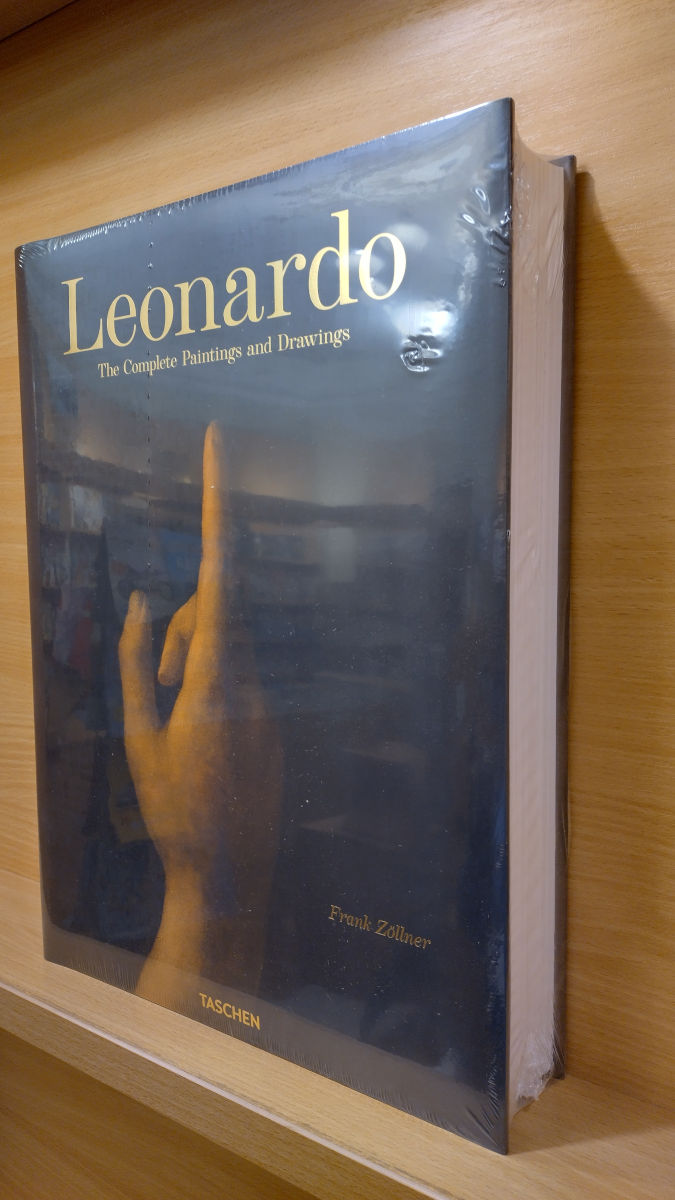 Leonardo
The Complete Paintings and Drawings
Frank Zöllner
TASCHEN